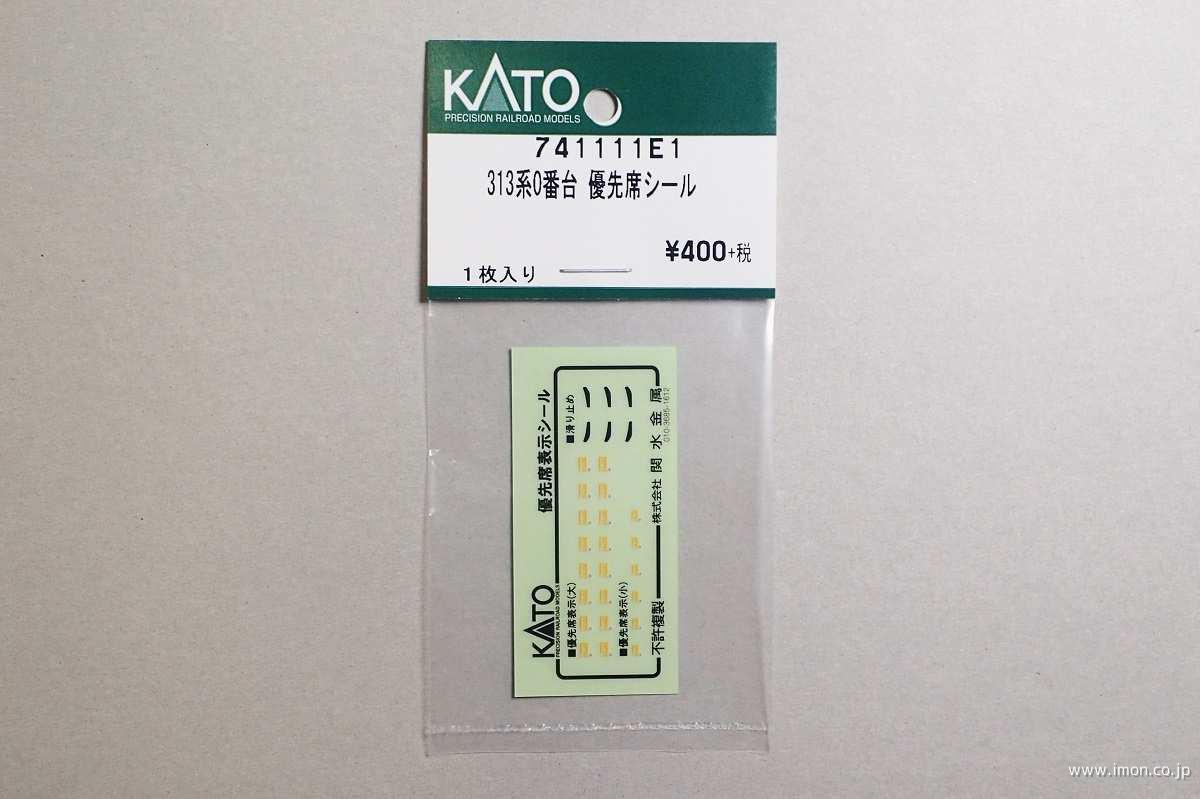 KATO
PRECISION RAILROAD MODELS
741111E1
313系0番台 優先席シール
¥400+税
1枚入り
KATO
PRECISION RAILROAD MODELS
優先席表示シール
■優先席表示(大)
■滑り止め
■優先席表示(小)
不許複製
株式会社 関水金属
010-3685-1612
www.imon.co.jp